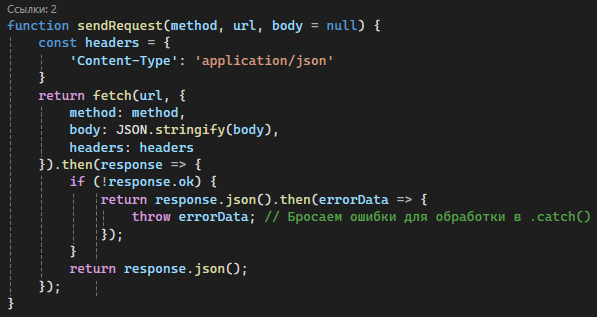 Ссылки: 2
function sendRequest(method, url, body = null) {
    const headers = {
        'Content-Type': 'application/json'
    }
    return fetch(url, {
        method: method,
        body: JSON.stringify(body),
        headers: headers
    }).then(response => {
        if (!response.ok) {
            return response.json().then(errorData => {
                throw errorData; // Бросаем ошибки для обработки в .catch()
            });
        }
        return response.json();
    });
}